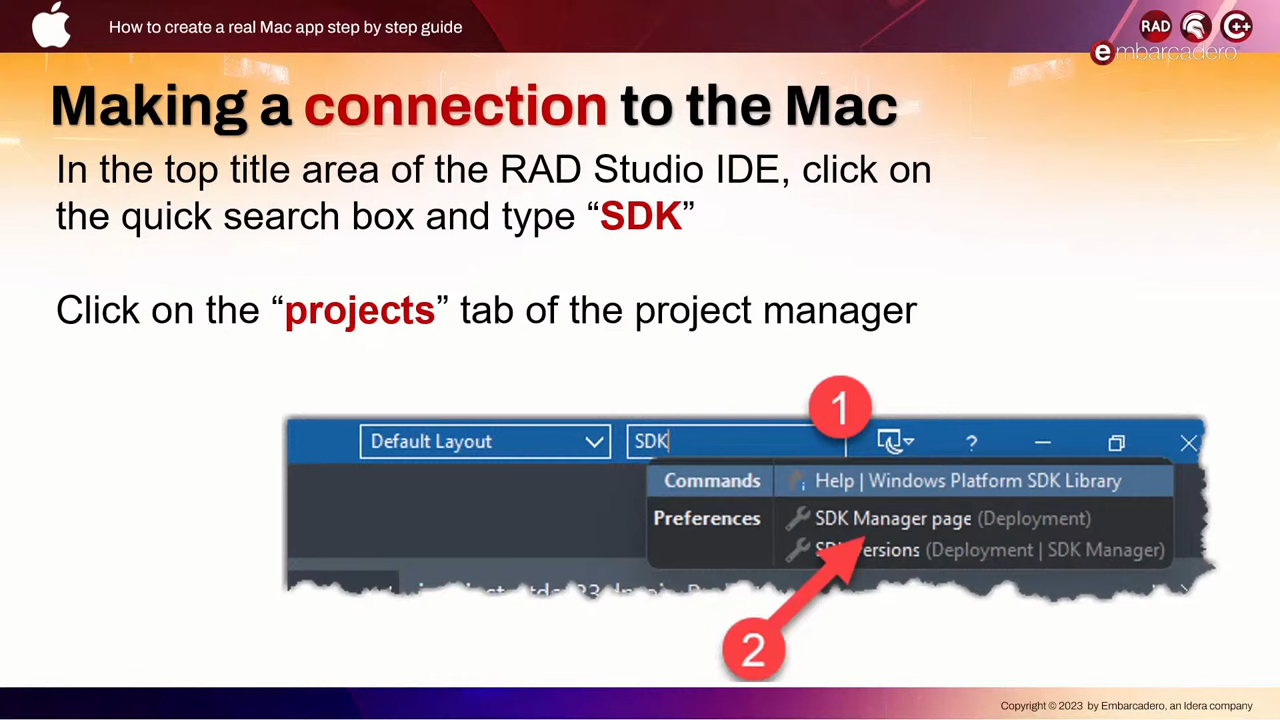 How to create a real Mac app step by step guide
RAD
C++
embarcadero
Making a connection to the Mac
In the top title area of the RAD Studio IDE, click on
the quick search box and type “SDK”
Click on the “projects” tab of the project manager
1
Default Layout
SDK
?
Commands
Help | Windows Platform SDK Library
Preferences
SDK Manager page (Deployment)
(Deployment | SDK Manager)
2
Copyright © 2023 by Embarcadero, an Idera company